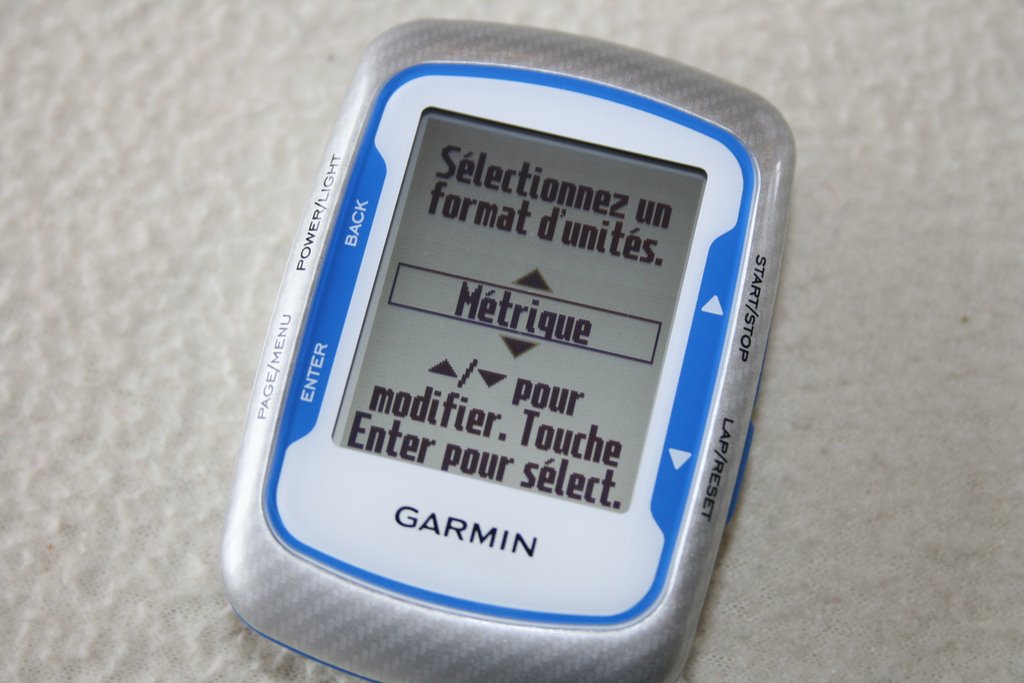 Sélectionnez un
format d'unités.
Métrique
▲/▼ pour
modifier. Touche
Enter pour sélect.
GARMIN
POWER/LIGHT
BACK
PAGE/MENU
ENTER
START/STOP
LAP/RESET